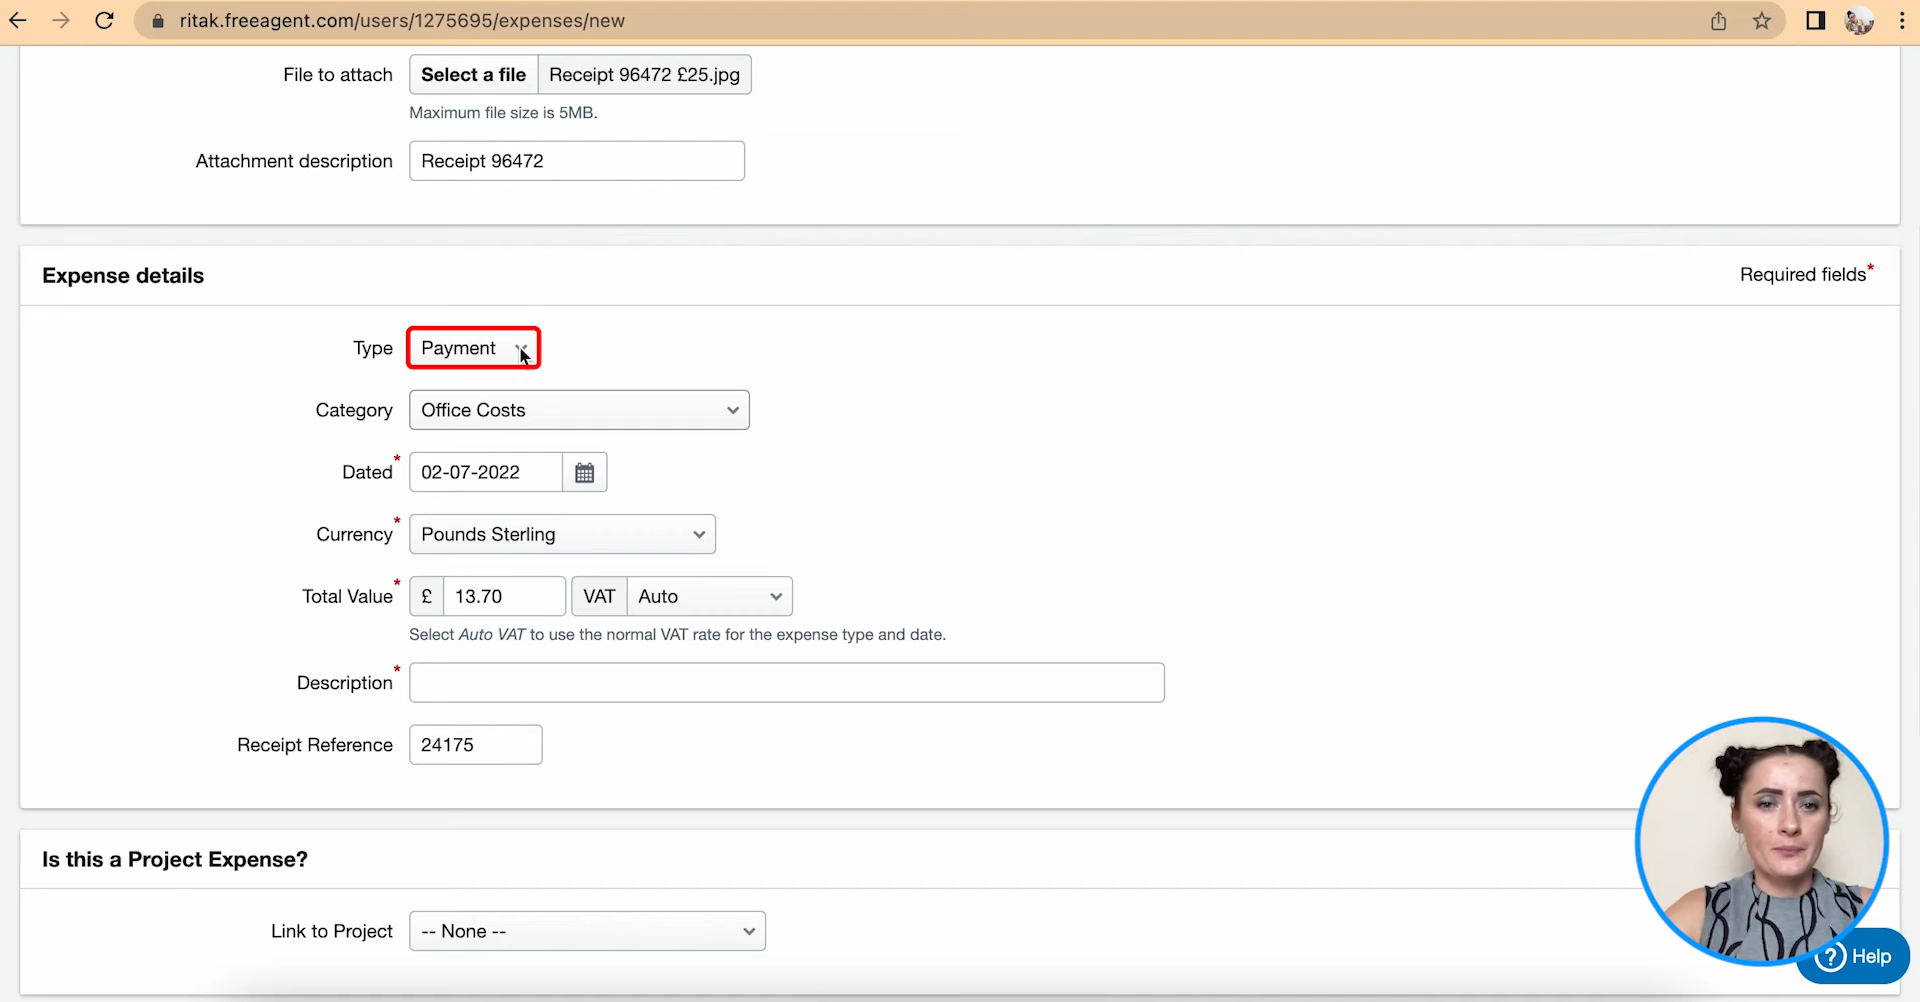 ritak.freeagent.com/users/1275695/expenses/new
File to attach Select a file Receipt 96472 £25.jpg
Maximum file size is 5MB.
Attachment description Receipt 96472
Expense details Required fields*
Type Payment
Category Office Costs
Dated* 02-07-2022
Currency* Pounds Sterling
Total Value* £ 13.70 VAT Auto
Select Auto VAT to use the normal VAT rate for the expense type and date.
Description*
Receipt Reference 24175
Is this a Project Expense?
Link to Project -- None --
? Help